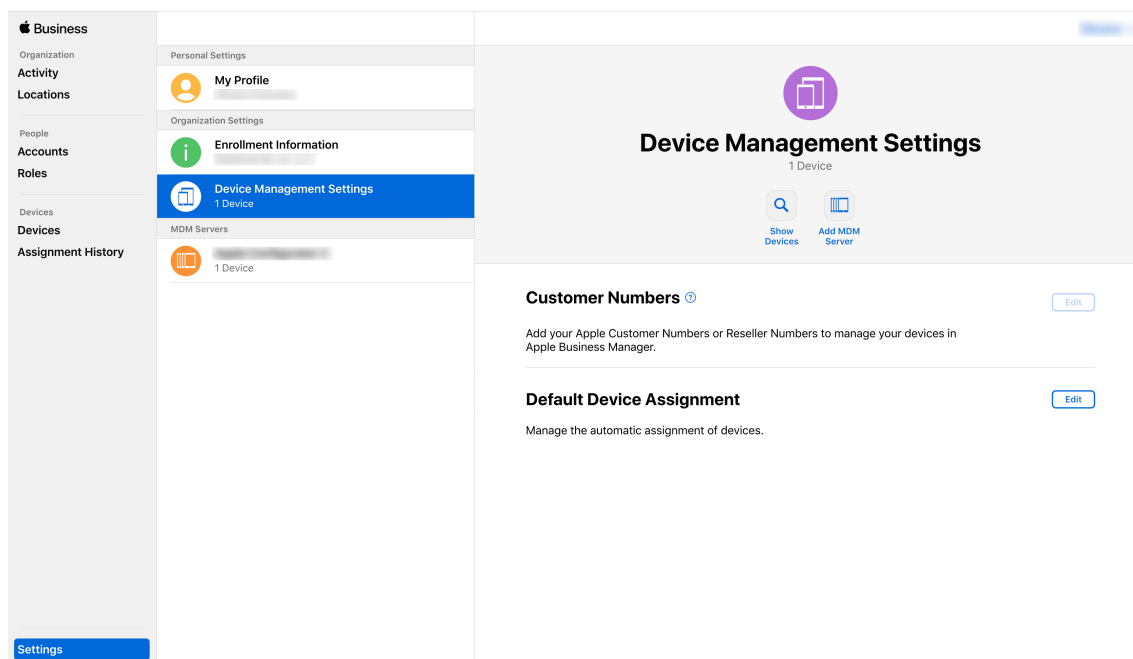 Business
Organization
Activity
Locations
People
Accounts
Roles
Devices
Devices
Assignment History
Settings
Personal Settings
My Profile
Organization Settings
Enrollment Information
Device Management Settings
1 Device
MDM Servers
1 Device
Device Management Settings
1 Device
Show
Devices
Add MDM
Server
Customer Numbers
Edit
Add your Apple Customer Numbers or Reseller Numbers to manage your devices in
Apple Business Manager.
Default Device Assignment
Edit
Manage the automatic assignment of devices.